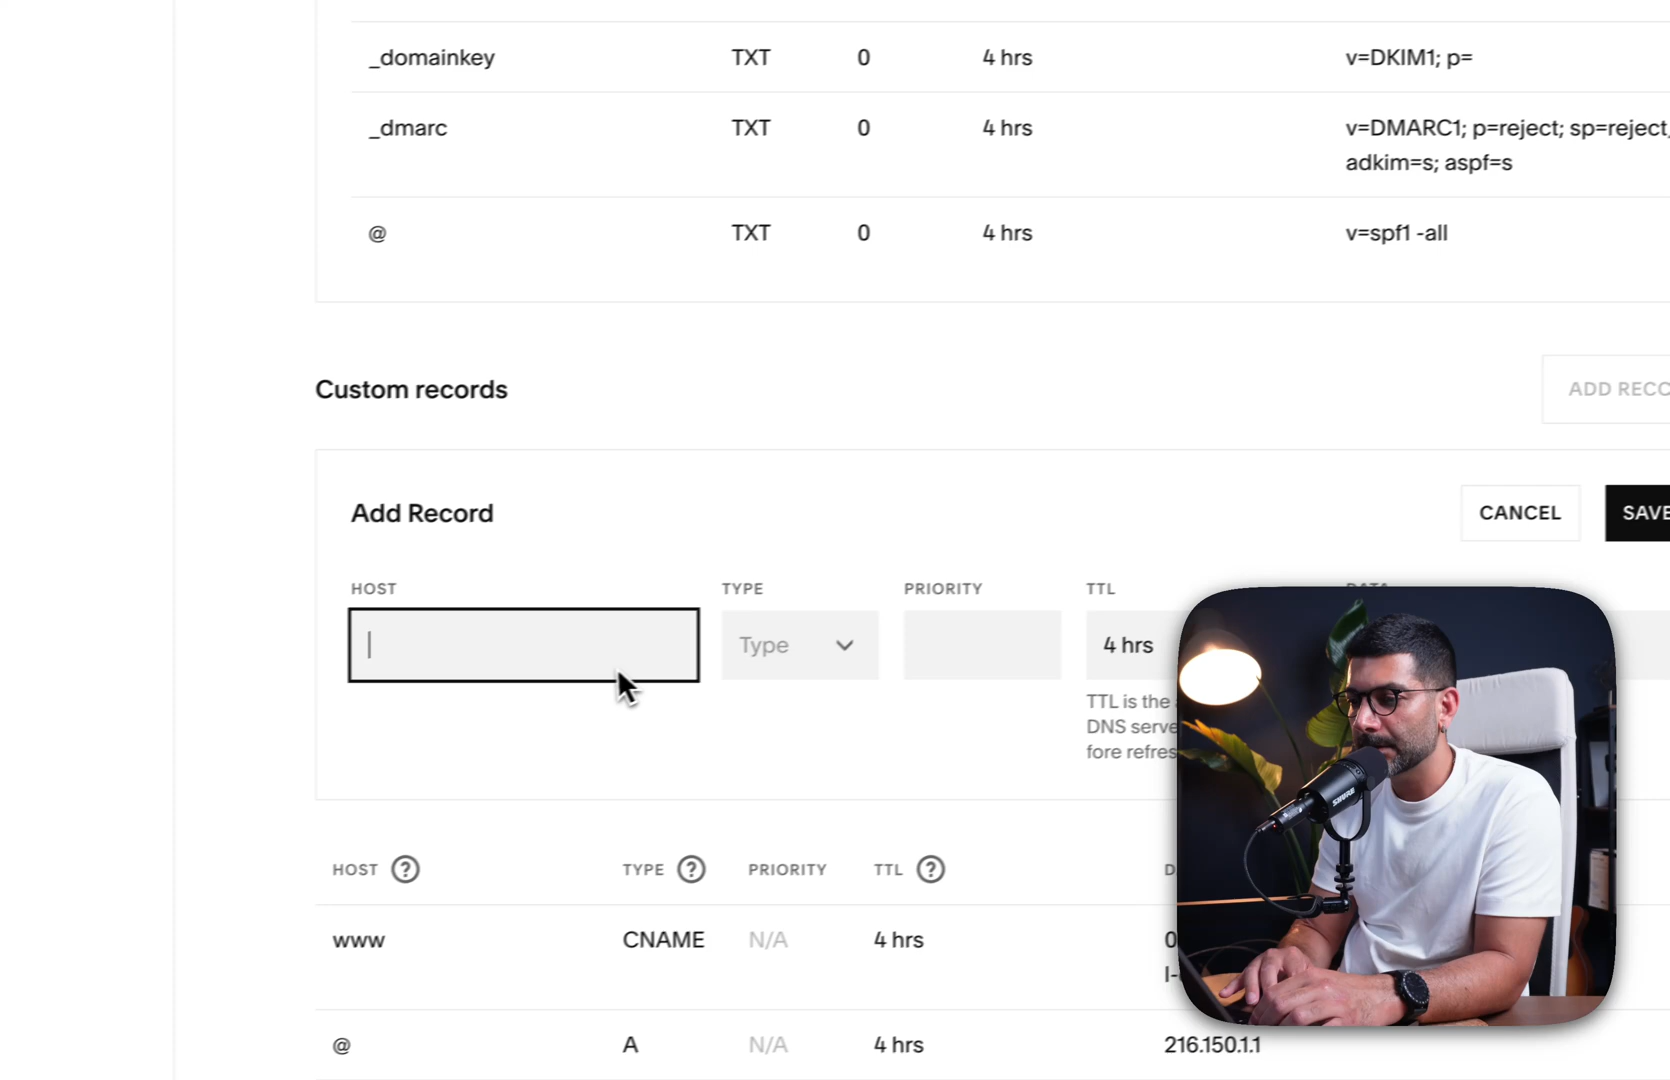 _domainkey TXT 0 4 hrs v=DKIM1; p=
_dmarc TXT 0 4 hrs v=DMARC1; p=reject; sp=reject;
adkim=s; aspf=s
@ TXT 0 4 hrs v=spf1 -all
Custom records ADD RECO
Add Record CANCEL SAVE
HOST TYPE PRIORITY TTL DATA
Type 4 hrs
TTL is the
DNS serve
fore refres
HOST ? TYPE ? PRIORITY TTL ? D
www CNAME N/A 4 hrs 0
l-
@ A N/A 4 hrs 216.150.1.1
SHURE